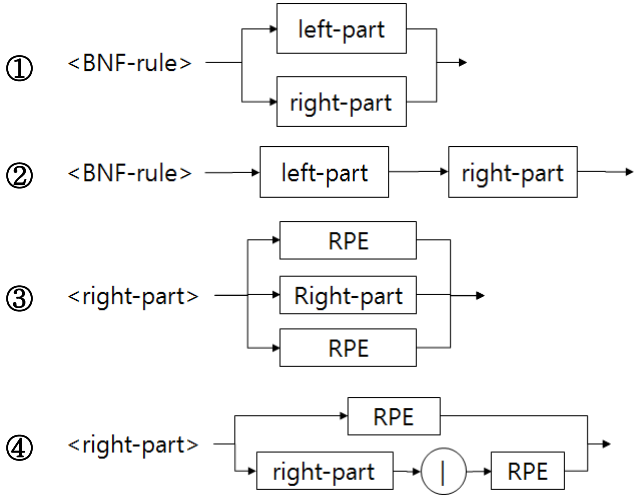 left-part
① <BNF-rule>
right-part
② <BNF-rule> left-part right-part
RPE
③ <right-part> Right-part
RPE
RPE
④ <right-part>
right-part | RPE